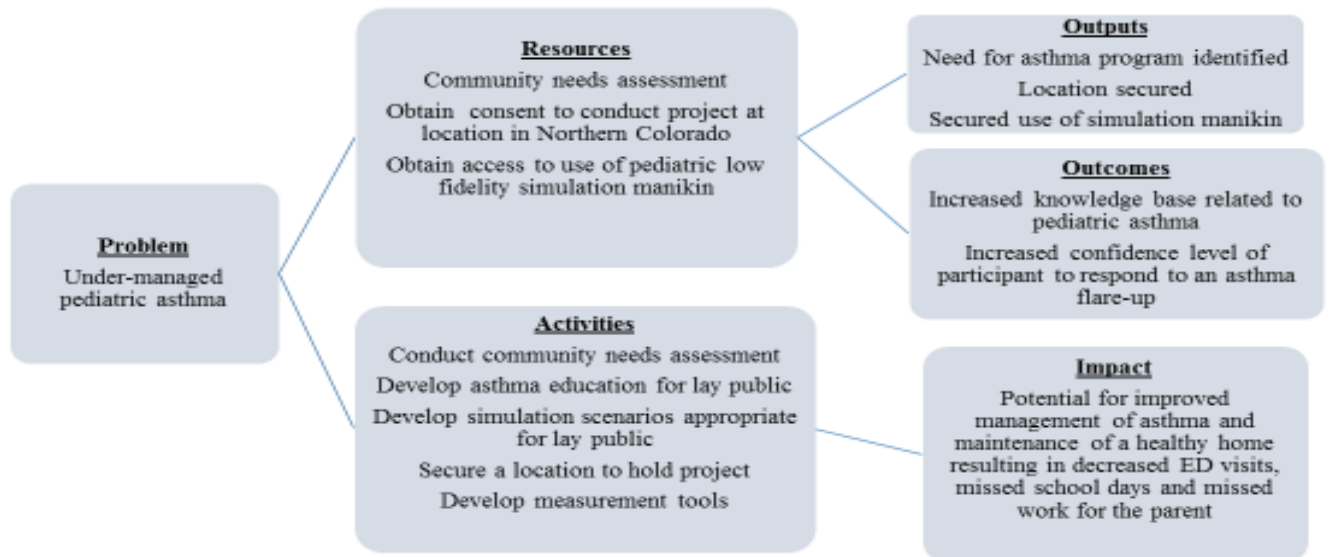 Problem
Under-managed
pediatric asthma
Resources
Community needs assessment
Obtain consent to conduct project at
location in Northern Colorado
Obtain access to use of pediatric low
fidelity simulation manikin
Activities
Conduct community needs assessment
Develop asthma education for lay public
Develop simulation scenarios appropriate
for lay public
Secure a location to hold project
Develop measurement tools
Outputs
Need for asthma program identified
Location secured
Secured use of simulation manikin
Outcomes
Increased knowledge base related to
pediatric asthma
Increased confidence level of
participant to respond to an asthma
flare-up
Impact
Potential for improved
management of asthma and
maintenance of a healthy home
resulting in decreased ED visits,
missed school days and missed
work for the parent